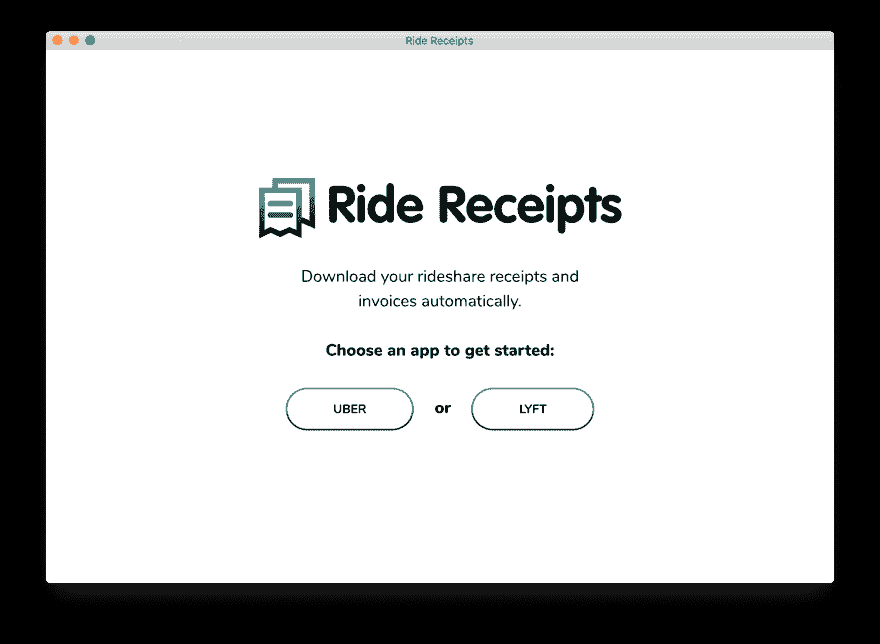 Ride Receipts
Ride Receipts
Download your rideshare receipts and
invoices automatically.
Choose an app to get started:
UBER or LYFT